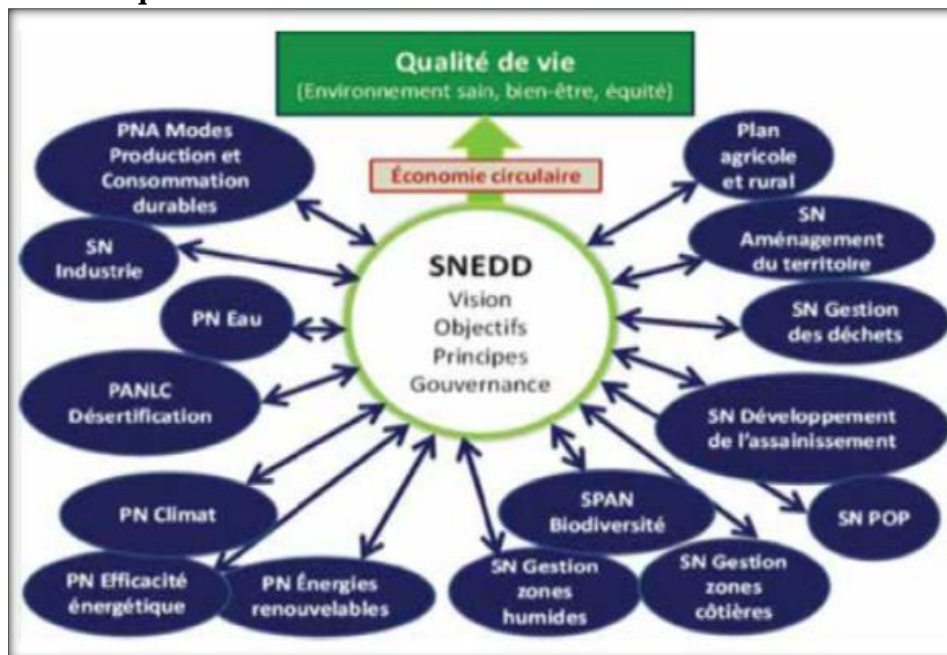 Qualité de vie
(Environnement sain, bien-être, équité)
Économie circulaire
SNEDD
Vision
Objectifs
Principes
Gouvernance
PNA Modes
Production et
Consommation
durables
SN
Industrie
PN Eau
PANLC
Désertification
PN Climat
PN Efficacité
énergétique
PN Énergies
renouvelables
SN Gestion
zones
humides
SPAN
Biodiversité
SN Gestion
zones
côtières
SN POP
SN Développement
de l'assainissement
SN Gestion
des déchets
SN
Aménagement
du territoire
Plan
agricole
et rural